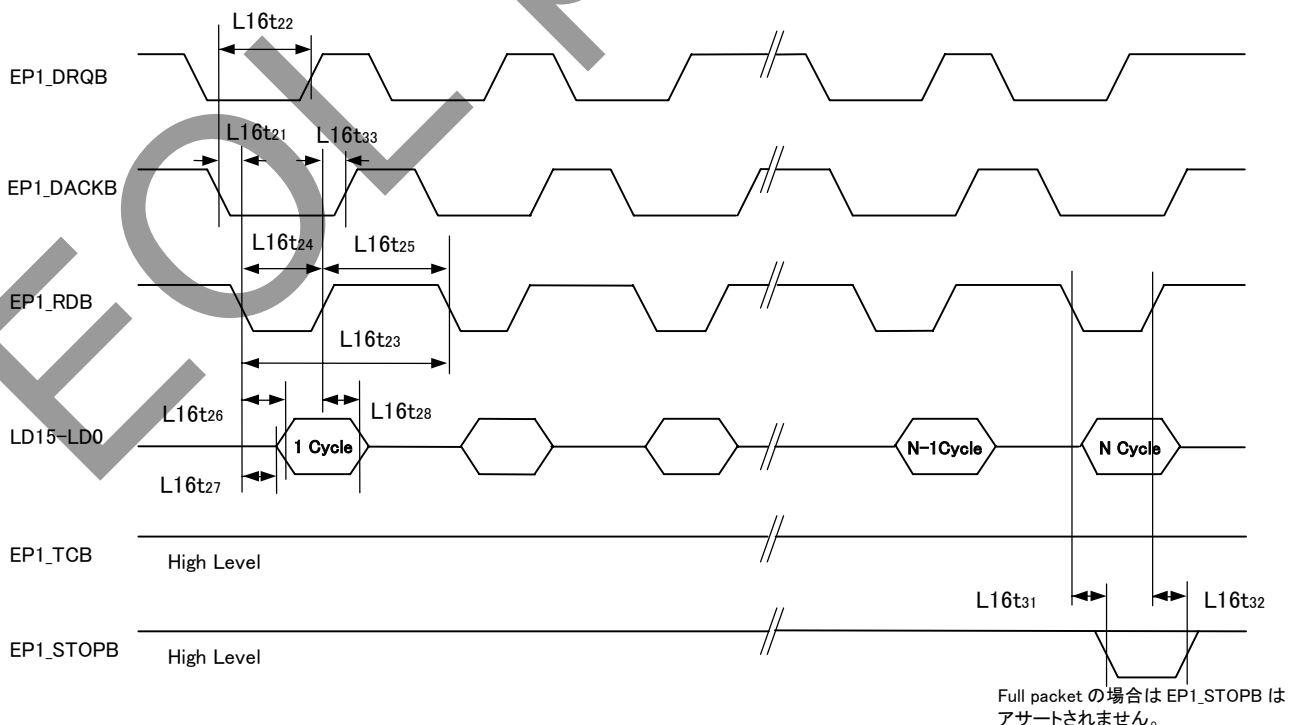 L16t22
EP1_DRQB
L16t21 L16t33
EP1_DACKB
L16t24 L16t25
EP1_RDB
L16t23
L16t26 L16t28
LD15-LD0 1 Cycle N-1Cycle N Cycle
L16t27
EP1_TCB High Level
L16t31 L16t32
EP1_STOPB High Level
Full packet の場合は EP1_STOPB は
アサートされません。